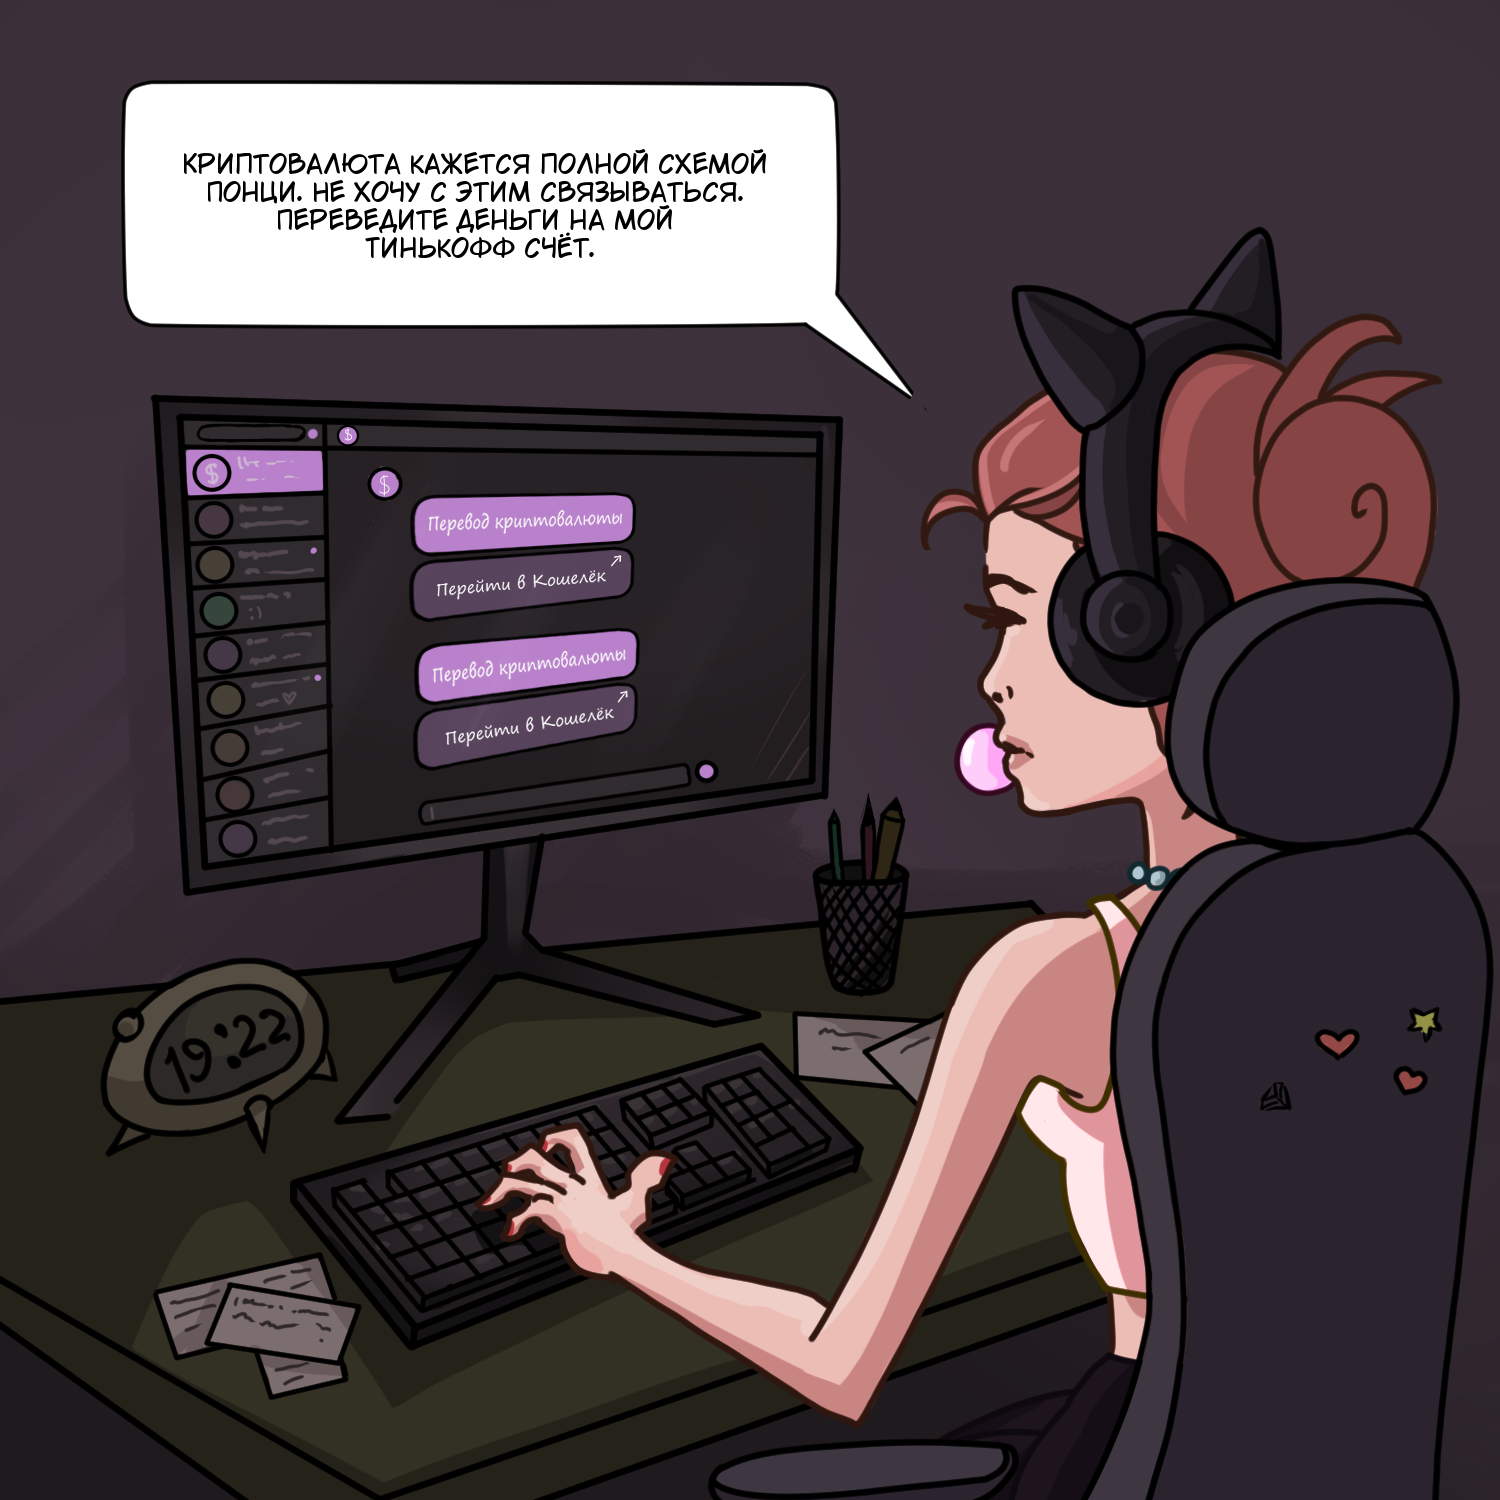 КРИПТОВАЛЮТА КАЖЕТСЯ ПОЛНОЙ СХЕМОЙ
ПОНЦИ. НЕ ХОЧУ С ЭТИМ СВЯЗЫВАТЬСЯ.
ПЕРЕВЕДИТЕ ДЕНЬГИ НА МОЙ
ТИНЬКОФФ СЧЁТ.
$
$
$
Перевод криптовалюты
Перейти в Кошелёк
Перевод криптовалюты
Перейти в Кошелёк
:)
19:22